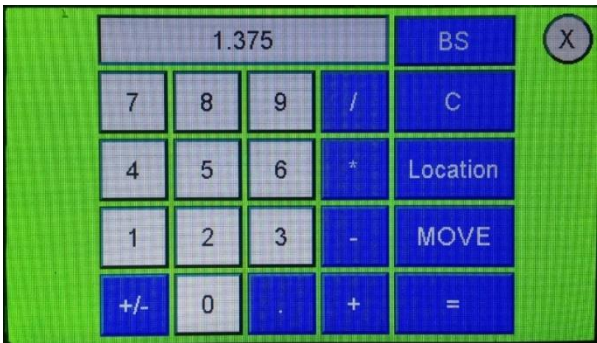 1.375 BS X
7 8 9 / C
4 5 6 * Location
1 2 3 - MOVE
+/- 0 . + =